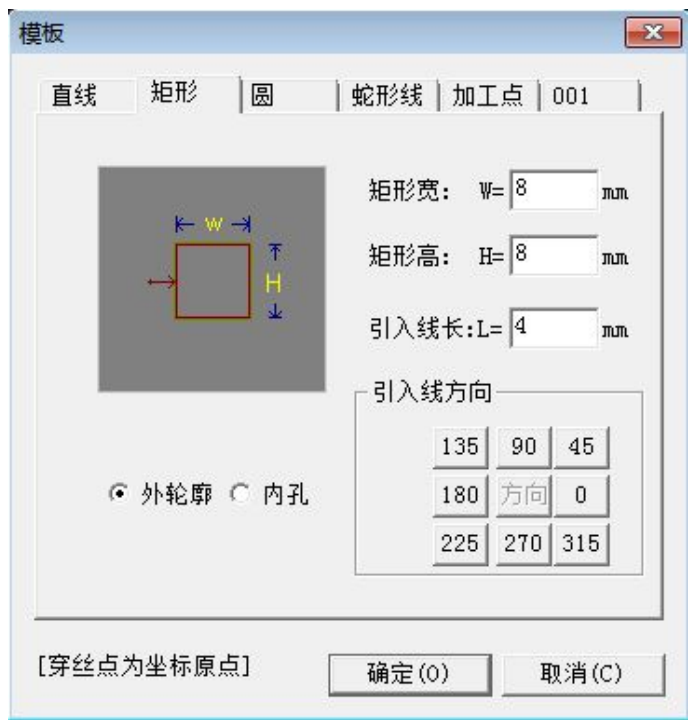 模板
直线 矩形 圆 蛇形线 加工点 001
W
H
矩形宽: W= 8 mm
矩形高: H= 8 mm
引入线长:L= 4 mm
引入线方向
135 90 45
180 方向 0
225 270 315
外轮廓 内孔
[穿丝点为坐标原点] 确定(O) 取消(C)